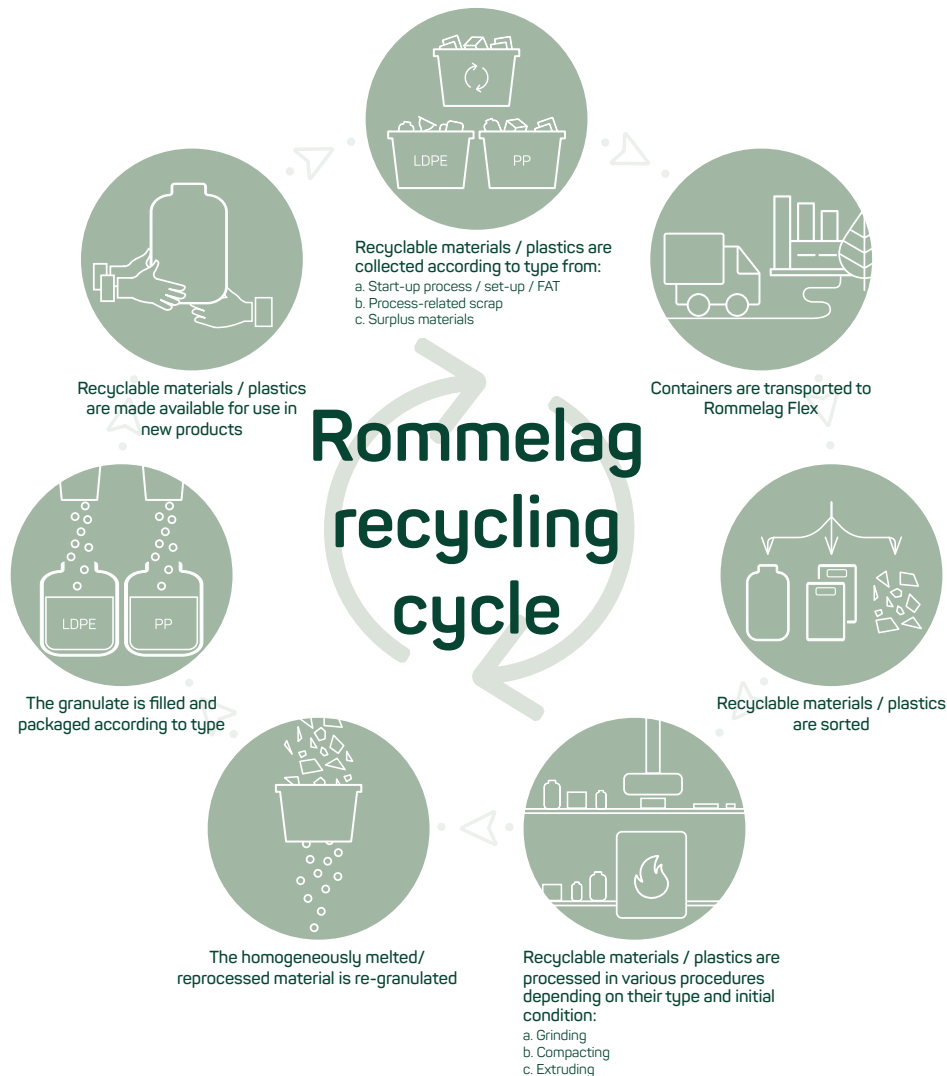 LDPE
PP
Recyclable materials / plastics are
collected according to type from:
a. Start-up process / set-up / FAT
b. Process-related scrap
c. Surplus materials
Containers are transported to
Rommelag Flex
Recyclable materials / plastics
are sorted
Recyclable materials / plastics are
processed in various procedures
depending on their type and initial
condition:
a. Grinding
b. Compacting
c. Extruding
The homogeneously melted/
reprocessed material is re-granulated
LDPE
PP
The granulate is filled and
packaged according to type
Recyclable materials / plastics
are made available for use in
new products
Rommelag
recycling
cycle